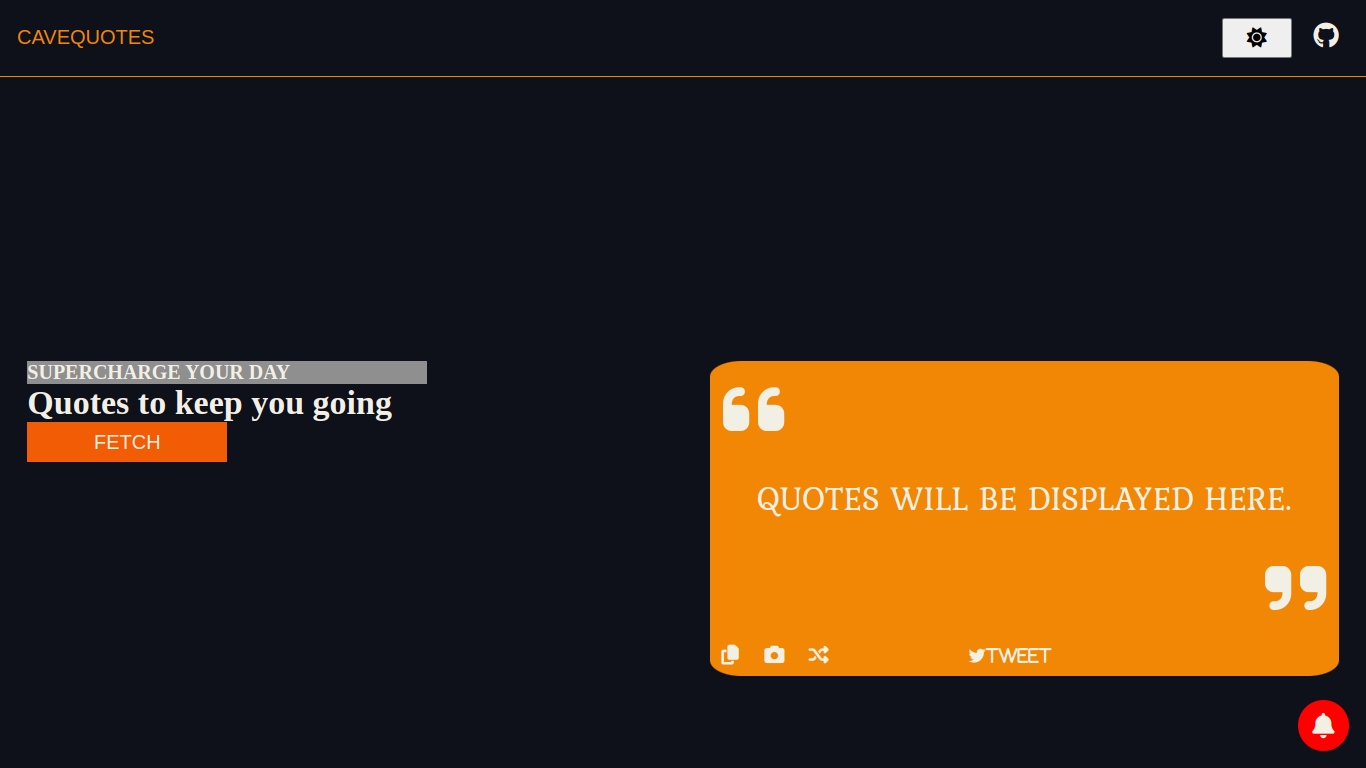 CAVEQUOTES
SUPERCHARGE YOUR DAY
Quotes to keep you going
FETCH
QUOTES WILL BE DISPLAYED HERE.
TWEET